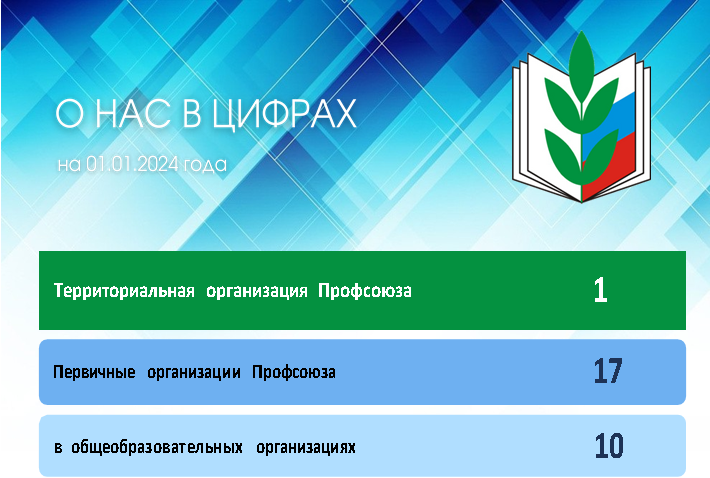 О НАС В ЦИФРАХ
на 01.01.2024 года
Территориальная организация Профсоюза 1
Первичные организации Профсоюза 17
в общеобразовательных организациях 10